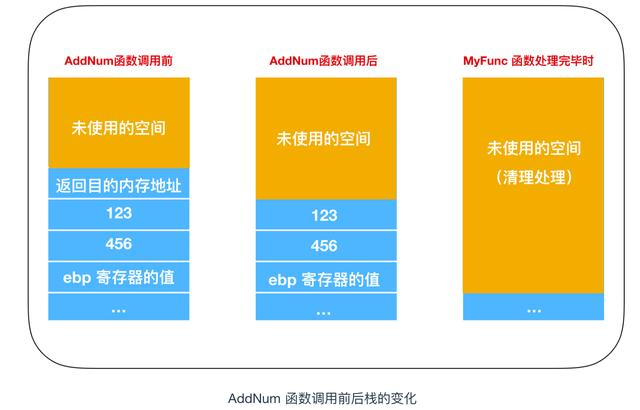 AddNum函数调用前
未使用的空间
返回目的内存地址
123
456
ebp 寄存器的值
...
AddNum函数调用后
未使用的空间
123
456
ebp 寄存器的值
...
MyFunc 函数处理完毕时
未使用的空间
（清理处理）
...
AddNum 函数调用前后栈的变化